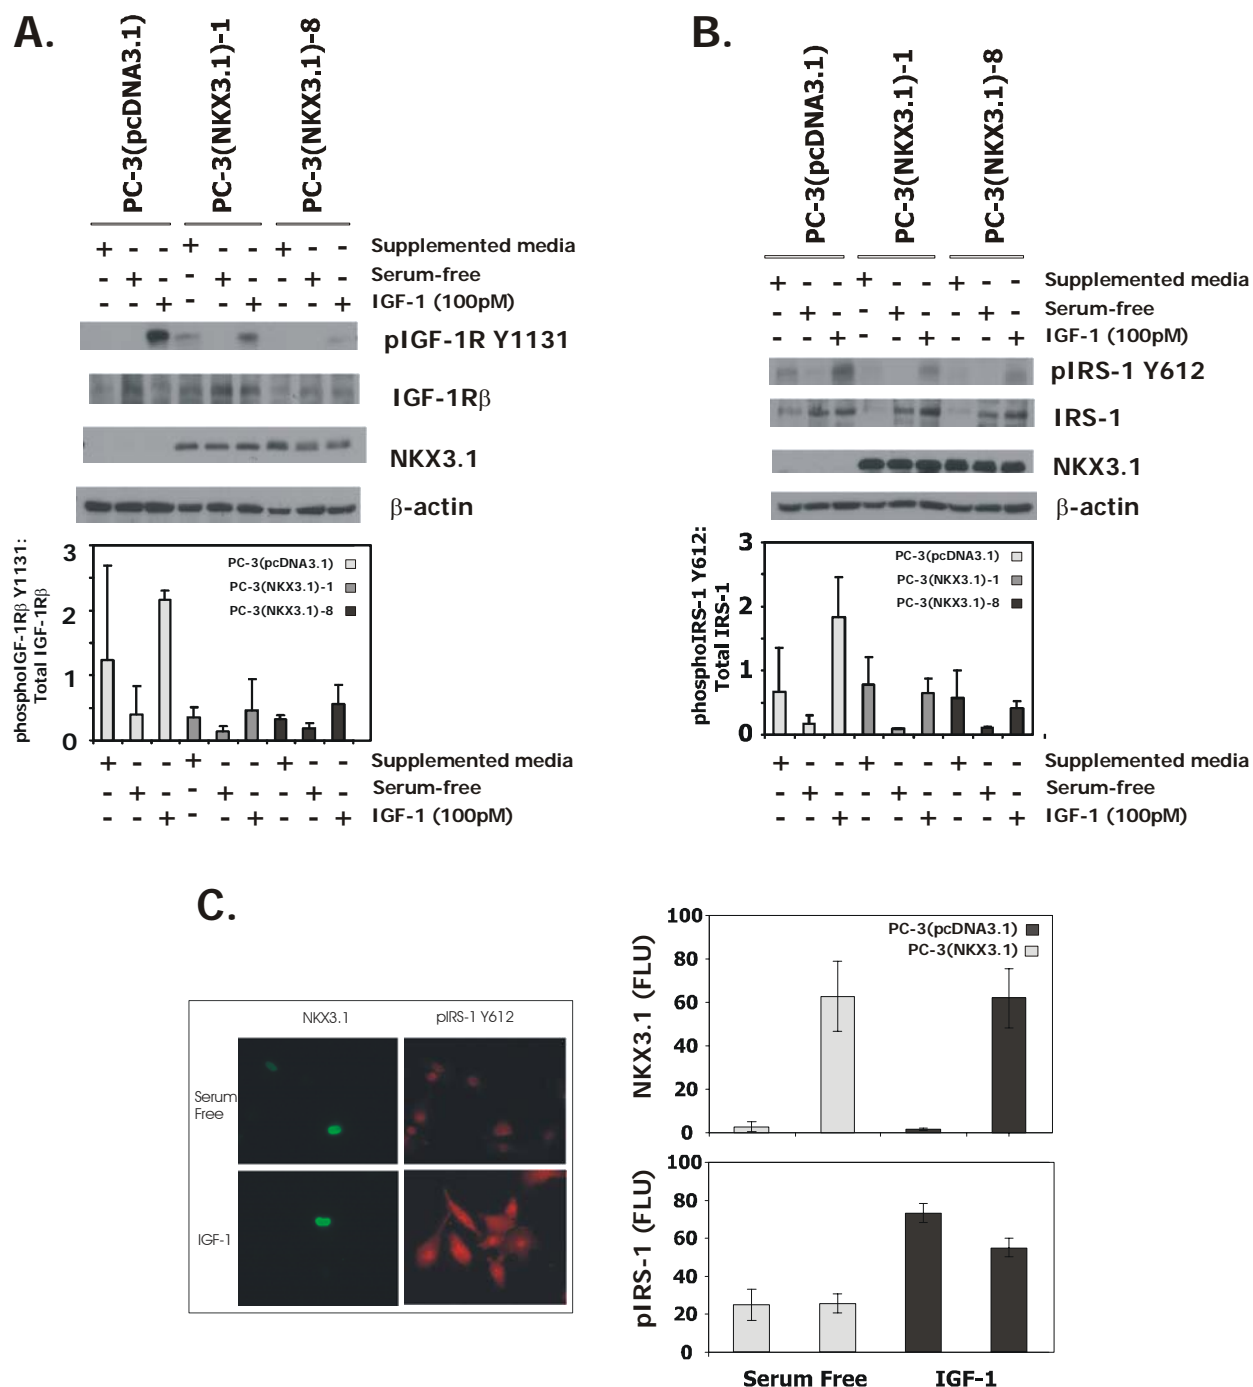 A.
PC-3(pcDNA3.1)
PC-3(NKX3.1)-1
PC-3(NKX3.1)-8
+ - - + - - + - - Supplemented media
- + - - + - - + - Serum-free
- - + - - + - - + IGF-1 (100pM)
pIGF-1R Y1131
IGF-1Rβ
NKX3.1
β-actin
phosphoIGF-1Rβ Y1131:
Total IGF-1Rβ
3
2
1
0
PC-3(pcDNA3.1)
PC-3(NKX3.1)-1
PC-3(NKX3.1)-8
+ - - + - - + - - Supplemented media
- + - - + - - + - Serum-free
- - + - - + - - + IGF-1 (100pM)
B.
PC-3(pcDNA3.1)
PC-3(NKX3.1)-1
PC-3(NKX3.1)-8
+ - - + - - + - - Supplemented media
- + - - + - - + - Serum-free
- - + - - + - - + IGF-1 (100pM)
pIRS-1 Y612
IRS-1
NKX3.1
β-actin
phosphoIRS-1 Y612:
Total IRS-1
3
2
1
0
PC-3(pcDNA3.1)
PC-3(NKX3.1)-1
PC-3(NKX3.1)-8
+ - - + - - + - - Supplemented media
- + - - + - - + - Serum-free
- - + - - + - - + IGF-1 (100pM)
C.
NKX3.1 pIRS-1 Y612
Serum
Free
IGF-1
NKX3.1 (FLU)
100
80
60
40
20
0
PC-3(pcDNA3.1)
PC-3(NKX3.1)
pIRS-1 (FLU)
100
80
60
40
20
0
Serum Free IGF-1